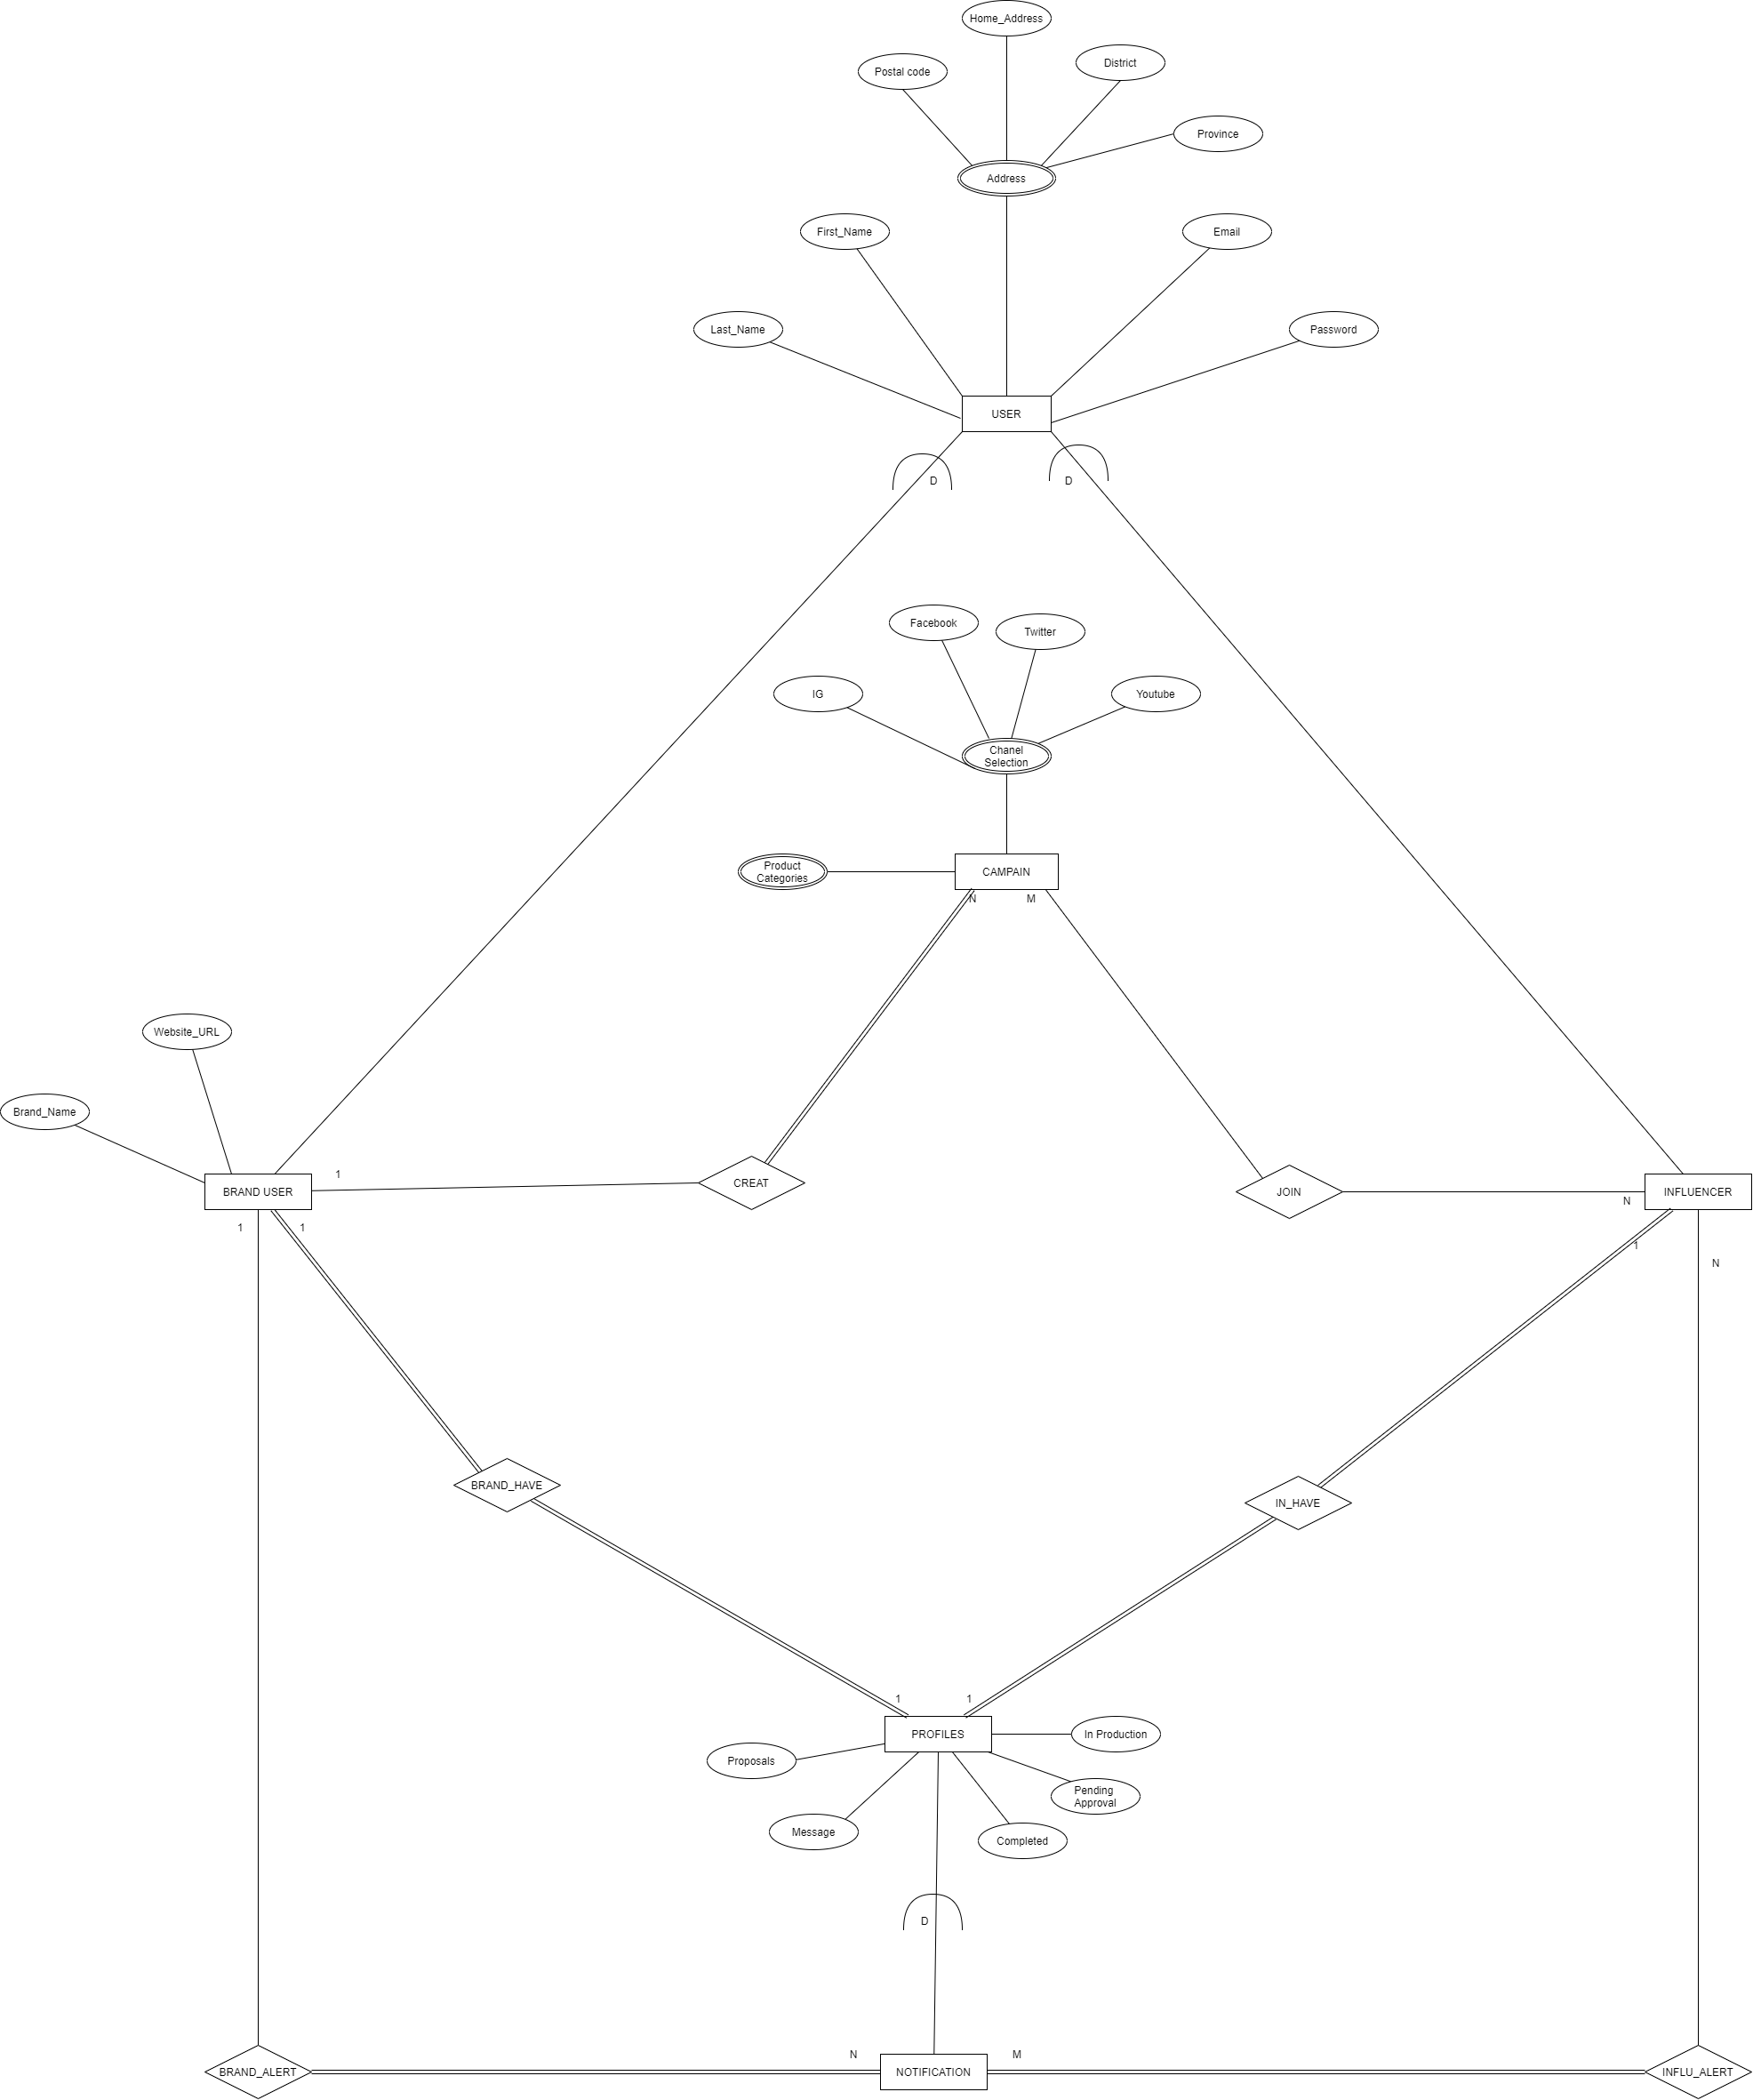 Home_Address
District
Postal code
Province
Address
First_Name
Email
Last_Name
Password
USER
D
D
Facebook
Twitter
IG
Youtube
Chanel
Selection
Product
Categories
CAMPAIN
N
M
Website_URL
Brand_Name
1
CREAT
BRAND USER
JOIN
INFLUENCER
N
1
1
1
N
BRAND_HAVE
IN_HAVE
1
1
PROFILES
In Production
Proposals
Pending
Approval
Message
Completed
D
N
M
BRAND_ALERT
NOTIFICATION
INFLU_ALERT